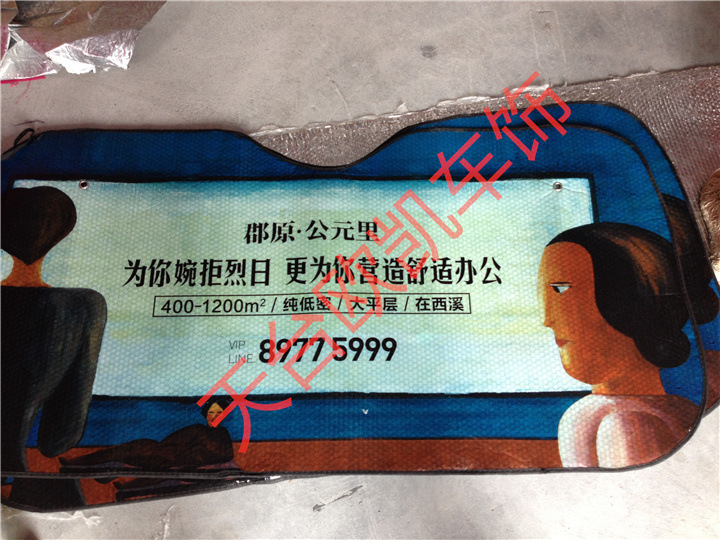 郡原·公元里
为你婉拒烈日 更为你营造舒适办公
400-1200m²/纯低密/大平层/在西溪
VIP
LINE 8977 5999
天台欧凯车饰